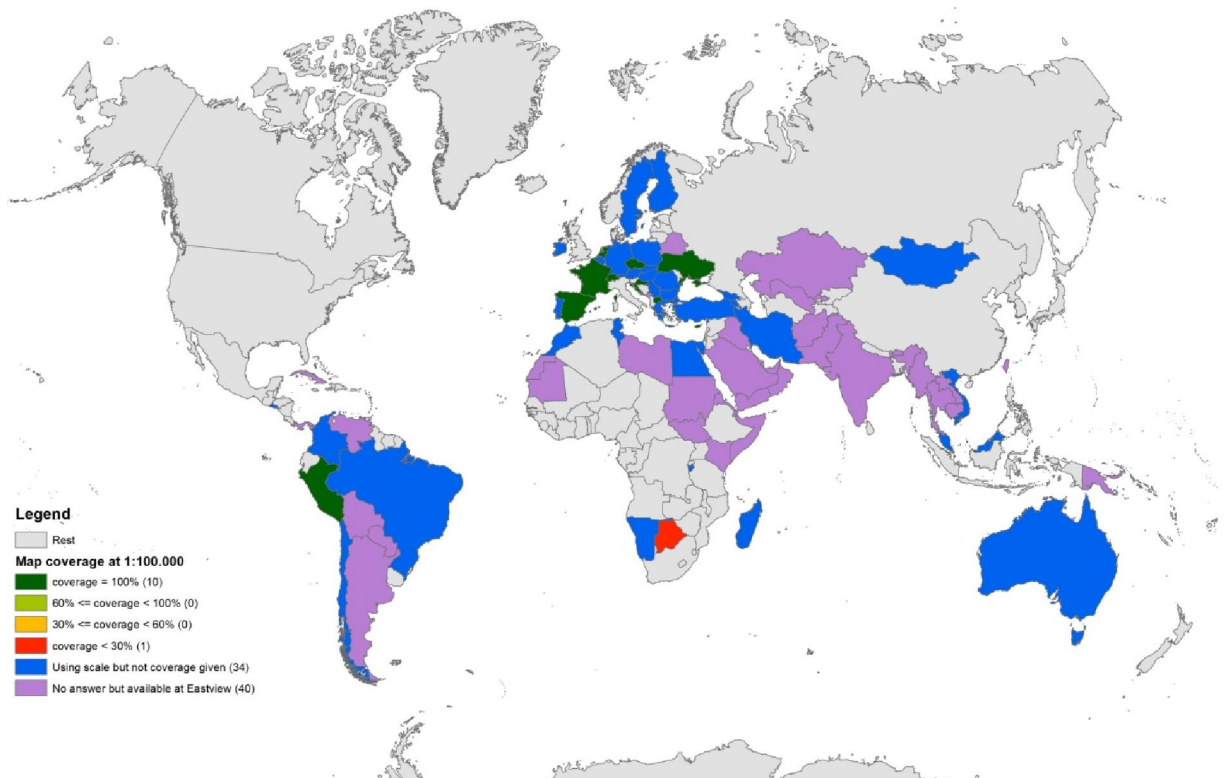 Legend
Rest
Map coverage at 1:100.000
coverage = 100% (10)
60% <= coverage < 100% (0)
30% <= coverage < 60% (0)
coverage < 30% (1)
Using scale but not coverage given (34)
No answer but available at Eastview (40)